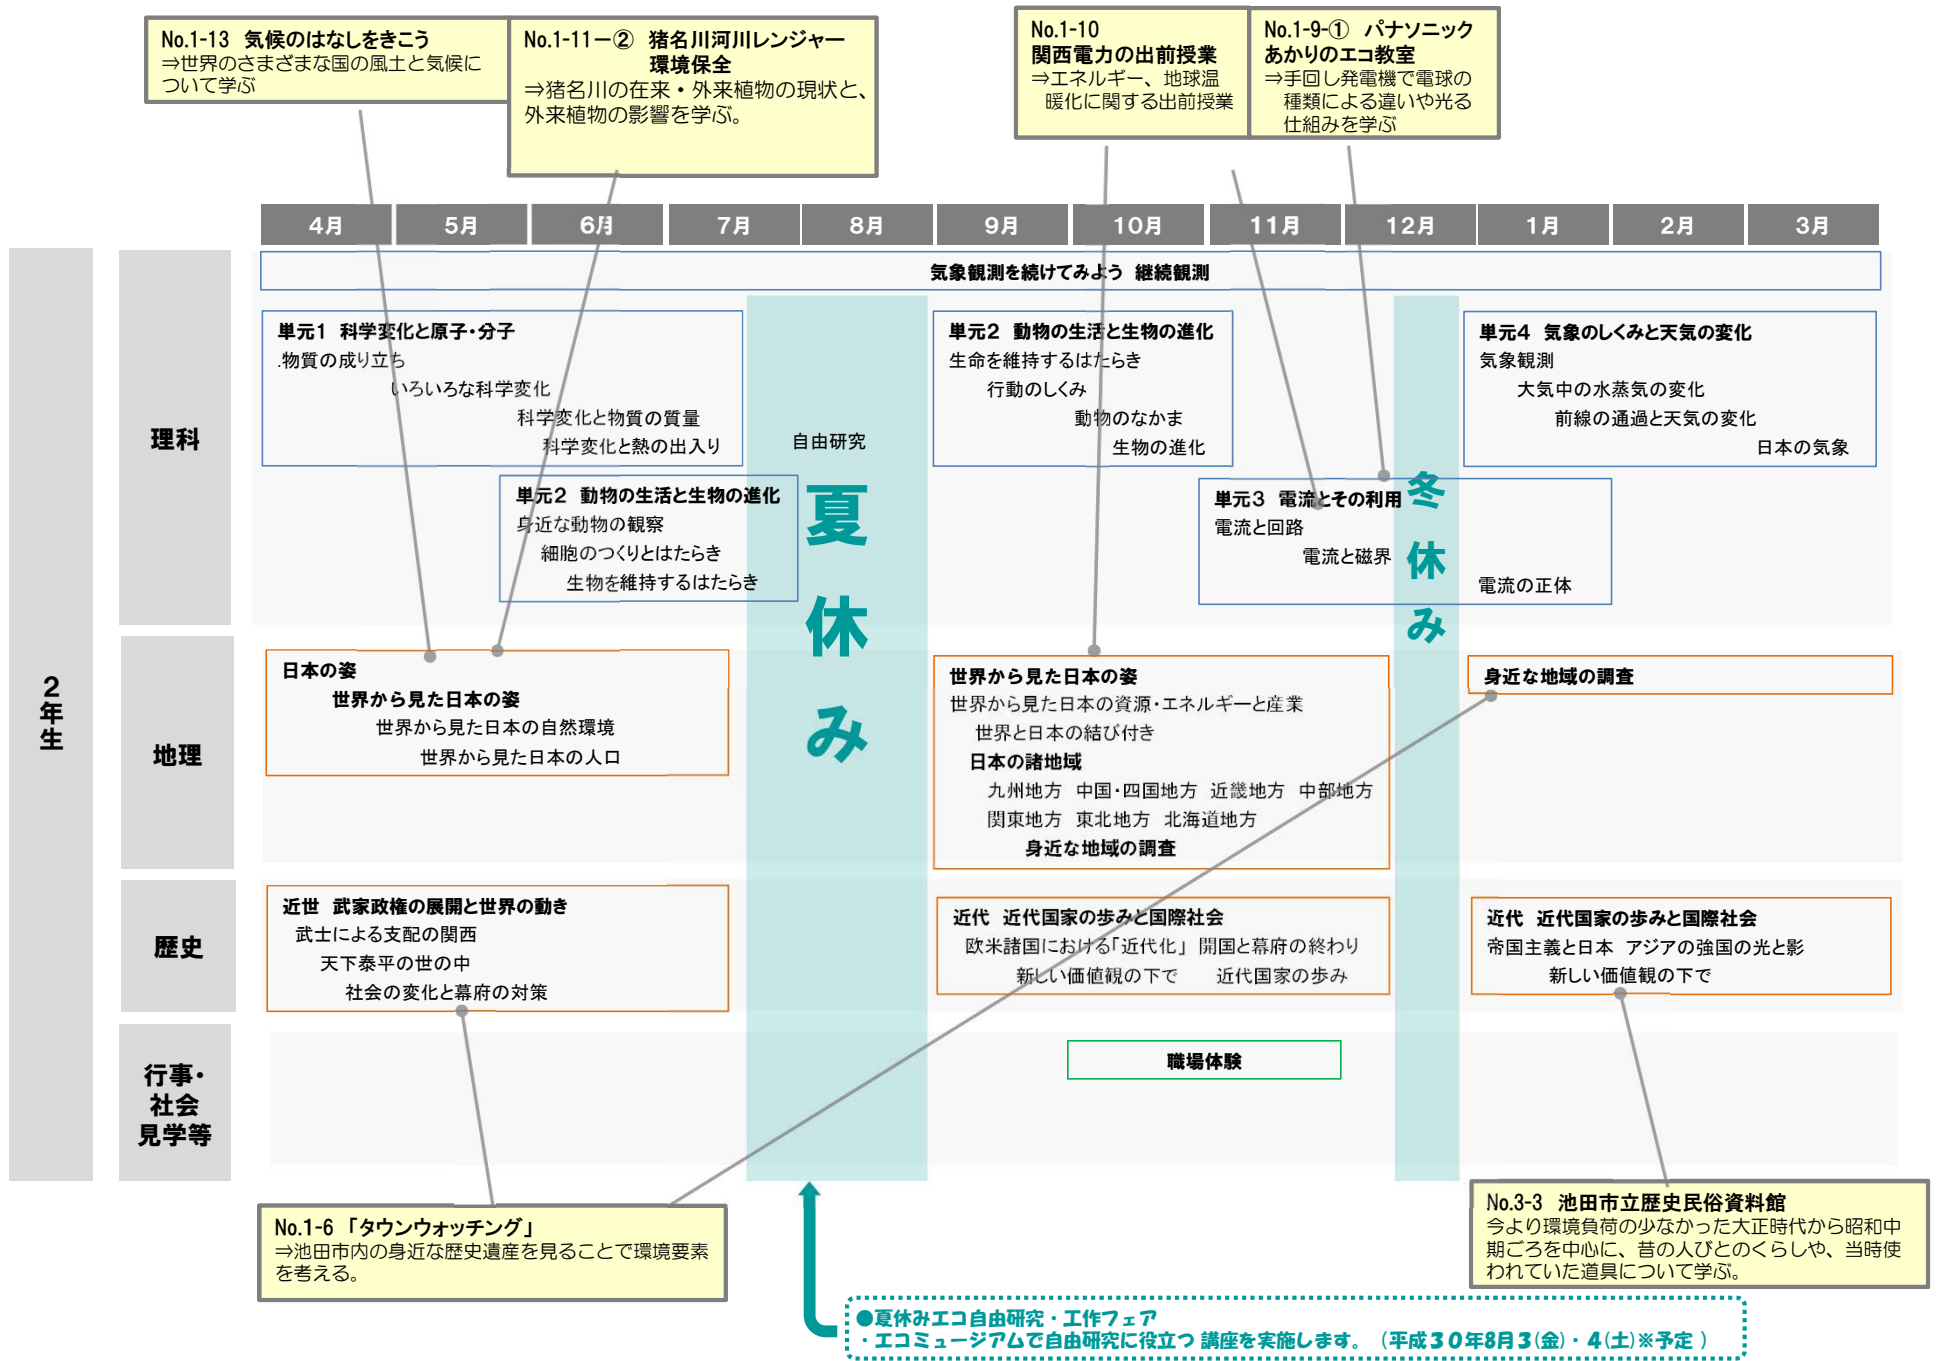 No.1-13 気候のはなしをきこう
⇒世界のさまざまな国の風土と気候に
ついて学ぶ
No.1-11ー② 猪名川河川レンジャー
環境保全
⇒猪名川の在来・外来植物の現状と、
外来植物の影響を学ぶ。
No.1-10
関西電力の出前授業
⇒エネルギー、地球温
暖化に関する出前授業
No.1-9-① パナソニック
あかりのエコ教室
⇒手回し発電機で電球の
種類による違いや光る
仕組みを学ぶ
4月 5月 6月 7月 8月 9月 10月 11月 12月 1月 2月 3月
2年生
理科
気象観測を続けてみよう 継続観測
単元1 科学変化と原子・分子
.物質の成り立ち
いろいろな科学変化
科学変化と物質の質量
科学変化と熱の出入り
単元2 動物の生活と生物の進化
身近な動物の観察
細胞のつくりとはたらき
生物を維持するはたらき
自由研究
夏休み
単元2 動物の生活と生物の進化
生命を維持するはたらき
行動のしくみ
動物のなかま
生物の進化
単元3 電流とその利用
電流と回路
電流と磁界
電流の正体
冬休み
単元4 気象のしくみと天気の変化
気象観測
大気中の水蒸気の変化
前線の通過と天気の変化
日本の気象
地理
日本の姿
世界から見た日本の姿
世界から見た日本の自然環境
世界から見た日本の人口
世界から見た日本の姿
世界から見た日本の資源・エネルギーと産業
世界と日本の結び付き
日本の諸地域
九州地方 中国・四国地方 近畿地方 中部地方
関東地方 東北地方 北海道地方
身近な地域の調査
身近な地域の調査
歴史
近世 武家政権の展開と世界の動き
武士による支配の関西
天下泰平の世の中
社会の変化と幕府の対策
近代 近代国家の歩みと国際社会
欧米諸国における「近代化」 開国と幕府の終わり
新しい価値観の下で 近代国家の歩み
近代 近代国家の歩みと国際社会
帝国主義と日本 アジアの強国の光と影
新しい価値観の下で
行事・
社会
見学等
職場体験
No.1-6 「タウンウォッチング」
⇒池田市内の身近な歴史遺産を見ることで環境要素
を考える。
No.3-3 池田市立歴史民俗資料館
今より環境負荷の少なかった大正時代から昭和中
期ごろを中心に、昔の人びとのくらしや、当時使
われていた道具について学ぶ。
●夏休みエコ自由研究・工作フェア
・エコミュージアムで自由研究に役立つ 講座を実施します。（平成３０年8月３(金)・４(土)※予定 ）